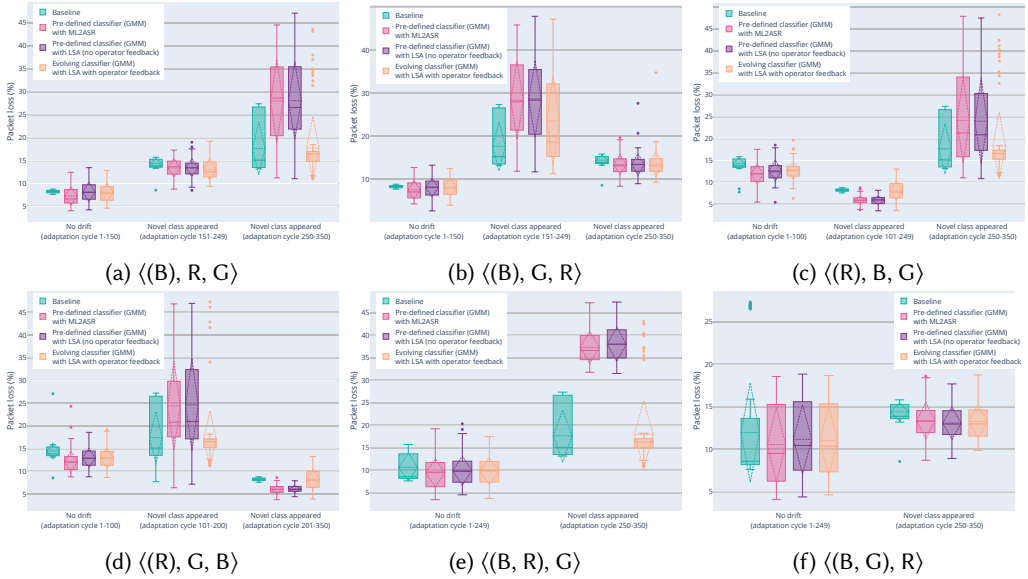 Baseline
Pre-defined classifier (GMM)
with ML2ASR
Pre-defined classifier (GMM)
with LSA (no operator feedback)
Evolving classifier (GMM)
with LSA with operator feedback
Packet loss (%)
45
40
35
30
25
20
15
10
5
No drift
(adaptation cycle 1-150)
Novel class appeared
(adaptation cycle 151-249)
Novel class appeared
(adaptation cycle 250-350)
(a) ⟨(B), R, G⟩
Baseline
Pre-defined classifier (GMM)
with ML2ASR
Pre-defined classifier (GMM)
with LSA (no operator feedback)
Evolving classifier (GMM)
with LSA with operator feedback
Packet loss (%)
40
30
20
10
No drift
(adaptation cycle 1-150)
Novel class appeared
(adaptation cycle 151-249)
Novel class appeared
(adaptation cycle 250-350)
(b) ⟨(B), G, R⟩
Baseline
Pre-defined classifier (GMM)
with ML2ASR
Pre-defined classifier (GMM)
with LSA (no operator feedback)
Evolving classifier (GMM)
with LSA with operator feedback
Packet loss (%)
50
45
40
35
30
25
20
15
10
5
No drift
(adaptation cycle 1-100)
Novel class appeared
(adaptation cycle 101-249)
Novel class appeared
(adaptation cycle 250-350)
(c) ⟨(R), B, G⟩
Baseline
Pre-defined classifier (GMM)
with ML2ASR
Pre-defined classifier (GMM)
with LSA (no operator feedback)
Evolving classifier (GMM)
with LSA with operator feedback
Packet loss (%)
45
40
35
30
25
20
15
10
5
No drift
(adaptation cycle 1-100)
Novel class appeared
(adaptation cycle 101-200)
Novel class appeared
(adaptation cycle 201-350)
(d) ⟨(R), G, B⟩
Baseline
Pre-defined classifier (GMM)
with ML2ASR
Pre-defined classifier (GMM)
with LSA (no operator feedback)
Evolving classifier (GMM)
with LSA with operator feedback
Packet loss (%)
45
40
35
30
25
20
15
10
5
No drift
(adaptation cycle 1-249)
Novel class appeared
(adaptation cycle 250-350)
(e) ⟨(B, R), G⟩
Baseline
Pre-defined classifier (GMM)
with ML2ASR
Pre-defined classifier (GMM)
with LSA (no operator feedback)
Evolving classifier (GMM)
with LSA with operator feedback
Packet loss (%)
25
20
15
10
5
No drift
(adaptation cycle 1-249)
Novel class appeared
(adaptation cycle 250-350)
(f) ⟨(B, G), R⟩